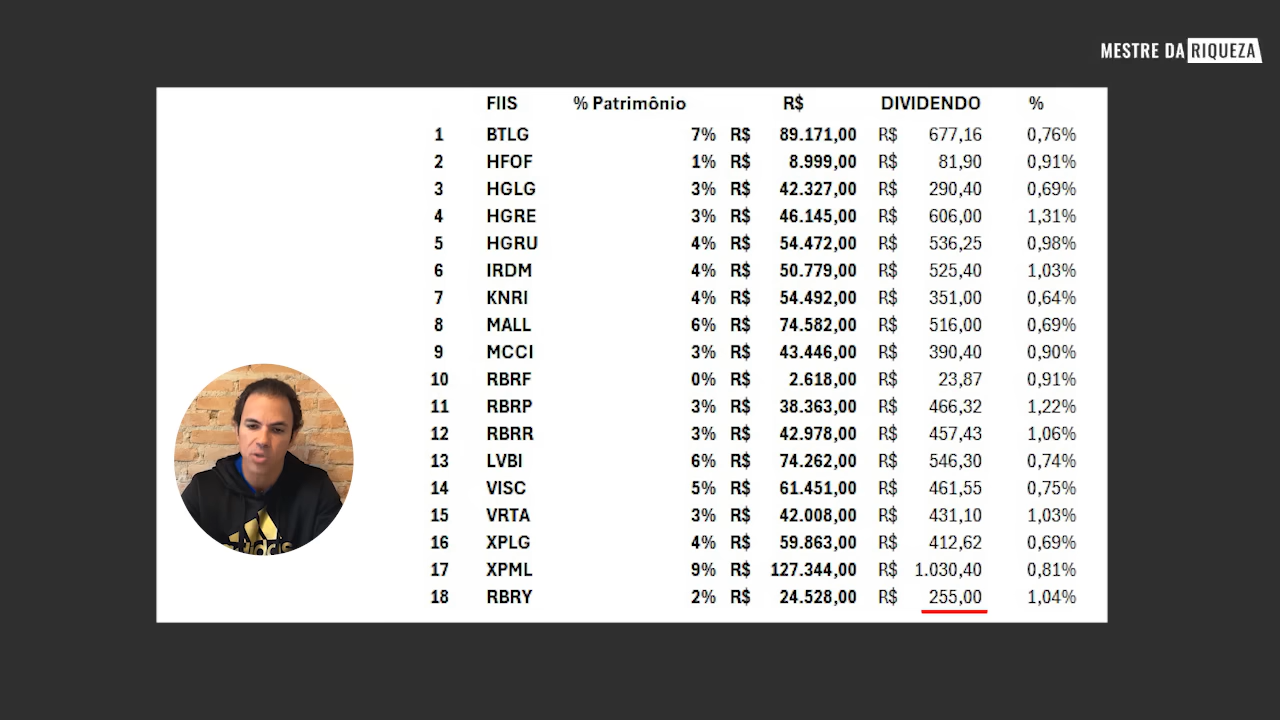 MESTRE DA RIQUEZA
FIIS % Patrimônio R$ DIVIDENDO %
1 BTLG 7% R$ 89.171,00 R$ 677,16 0,76%
2 HFOF 1% R$ 8.999,00 R$ 81,90 0,91%
3 HGLG 3% R$ 42.327,00 R$ 290,40 0,69%
4 HGRE 3% R$ 46.145,00 R$ 606,00 1,31%
5 HGRU 4% R$ 54.472,00 R$ 536,25 0,98%
6 IRDM 4% R$ 50.779,00 R$ 525,40 1,03%
7 KNRI 4% R$ 54.492,00 R$ 351,00 0,64%
8 MALL 6% R$ 74.582,00 R$ 516,00 0,69%
9 MCCI 3% R$ 43.446,00 R$ 390,40 0,90%
10 RBRF 0% R$ 2.618,00 R$ 23,87 0,91%
11 RBRP 3% R$ 38.363,00 R$ 466,32 1,22%
12 RBRR 3% R$ 42.978,00 R$ 457,43 1,06%
13 LVBI 6% R$ 74.262,00 R$ 546,30 0,74%
14 VISC 5% R$ 61.451,00 R$ 461,55 0,75%
15 VRTA 3% R$ 42.008,00 R$ 431,10 1,03%
16 XPLG 4% R$ 59.863,00 R$ 412,62 0,69%
17 XPML 9% R$ 127.344,00 R$ 1.030,40 0,81%
18 RBRY 2% R$ 24.528,00 R$ 255,00 1,04%
adidas